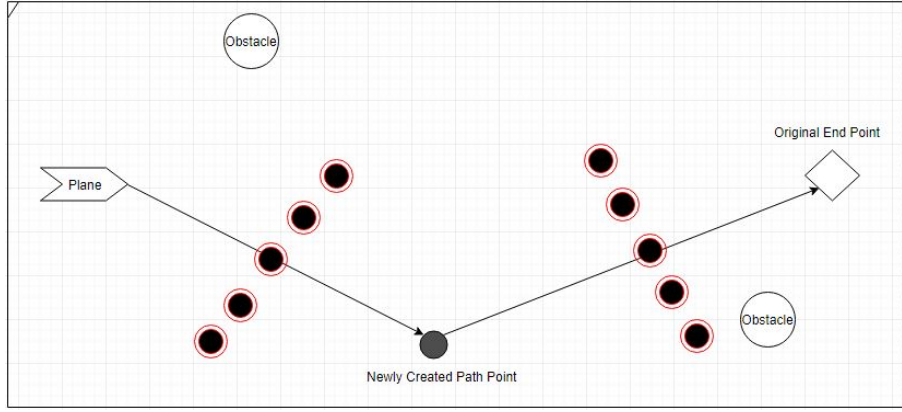 Obstacle
Original End Point
Plane
Obstacle
Newly Created Path Point